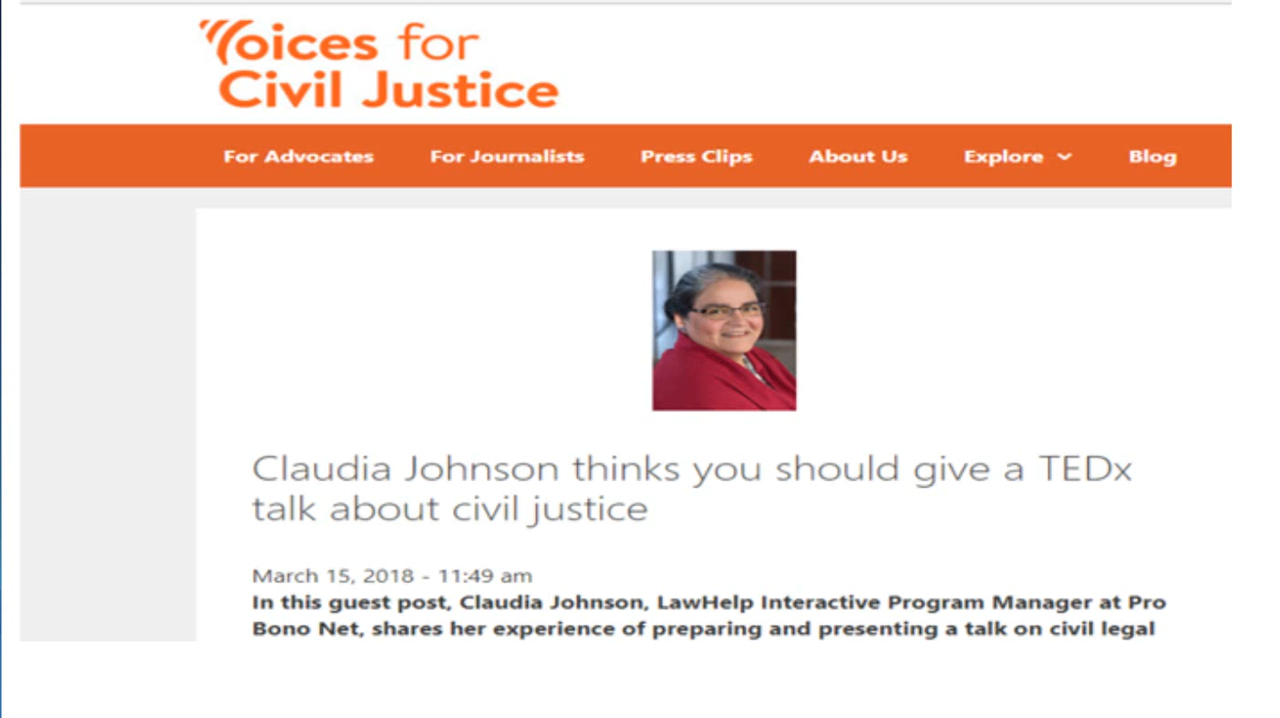 Voices for
Civil Justice
For Advocates For Journalists Press Clips About Us Explore Blog
Claudia Johnson thinks you should give a TEDx
talk about civil justice
March 15, 2018 - 11:49 am
In this guest post, Claudia Johnson, LawHelp Interactive Program Manager at Pro
Bono Net, shares her experience of preparing and presenting a talk on civil legal